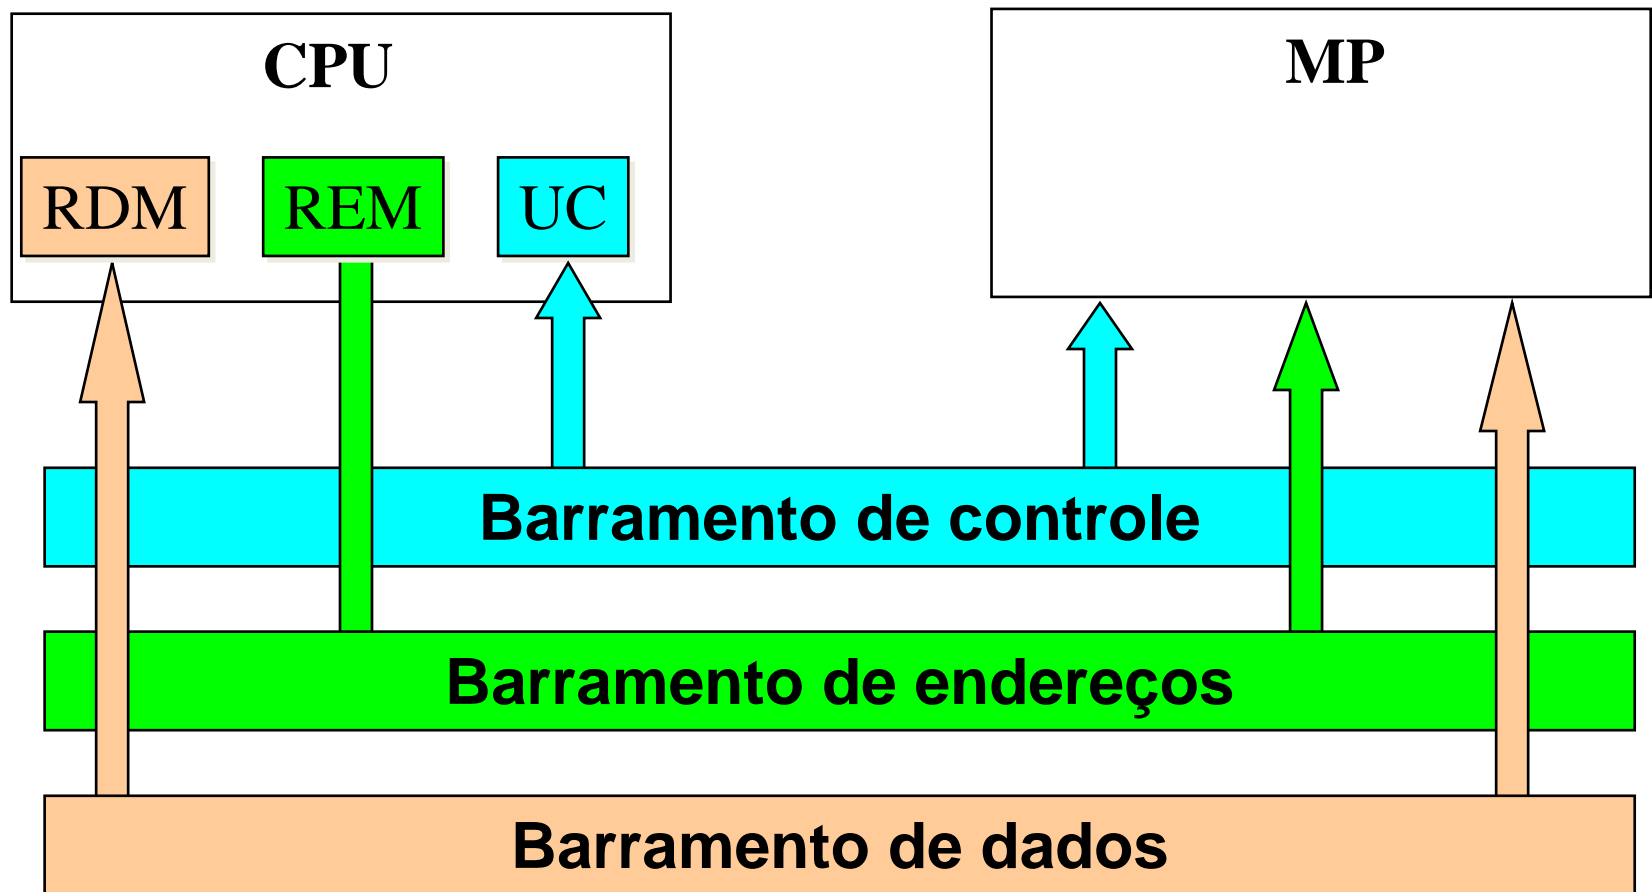 CPU
MP
RDM
REM
UC
Barramento de controle
Barramento de endereços
Barramento de dados